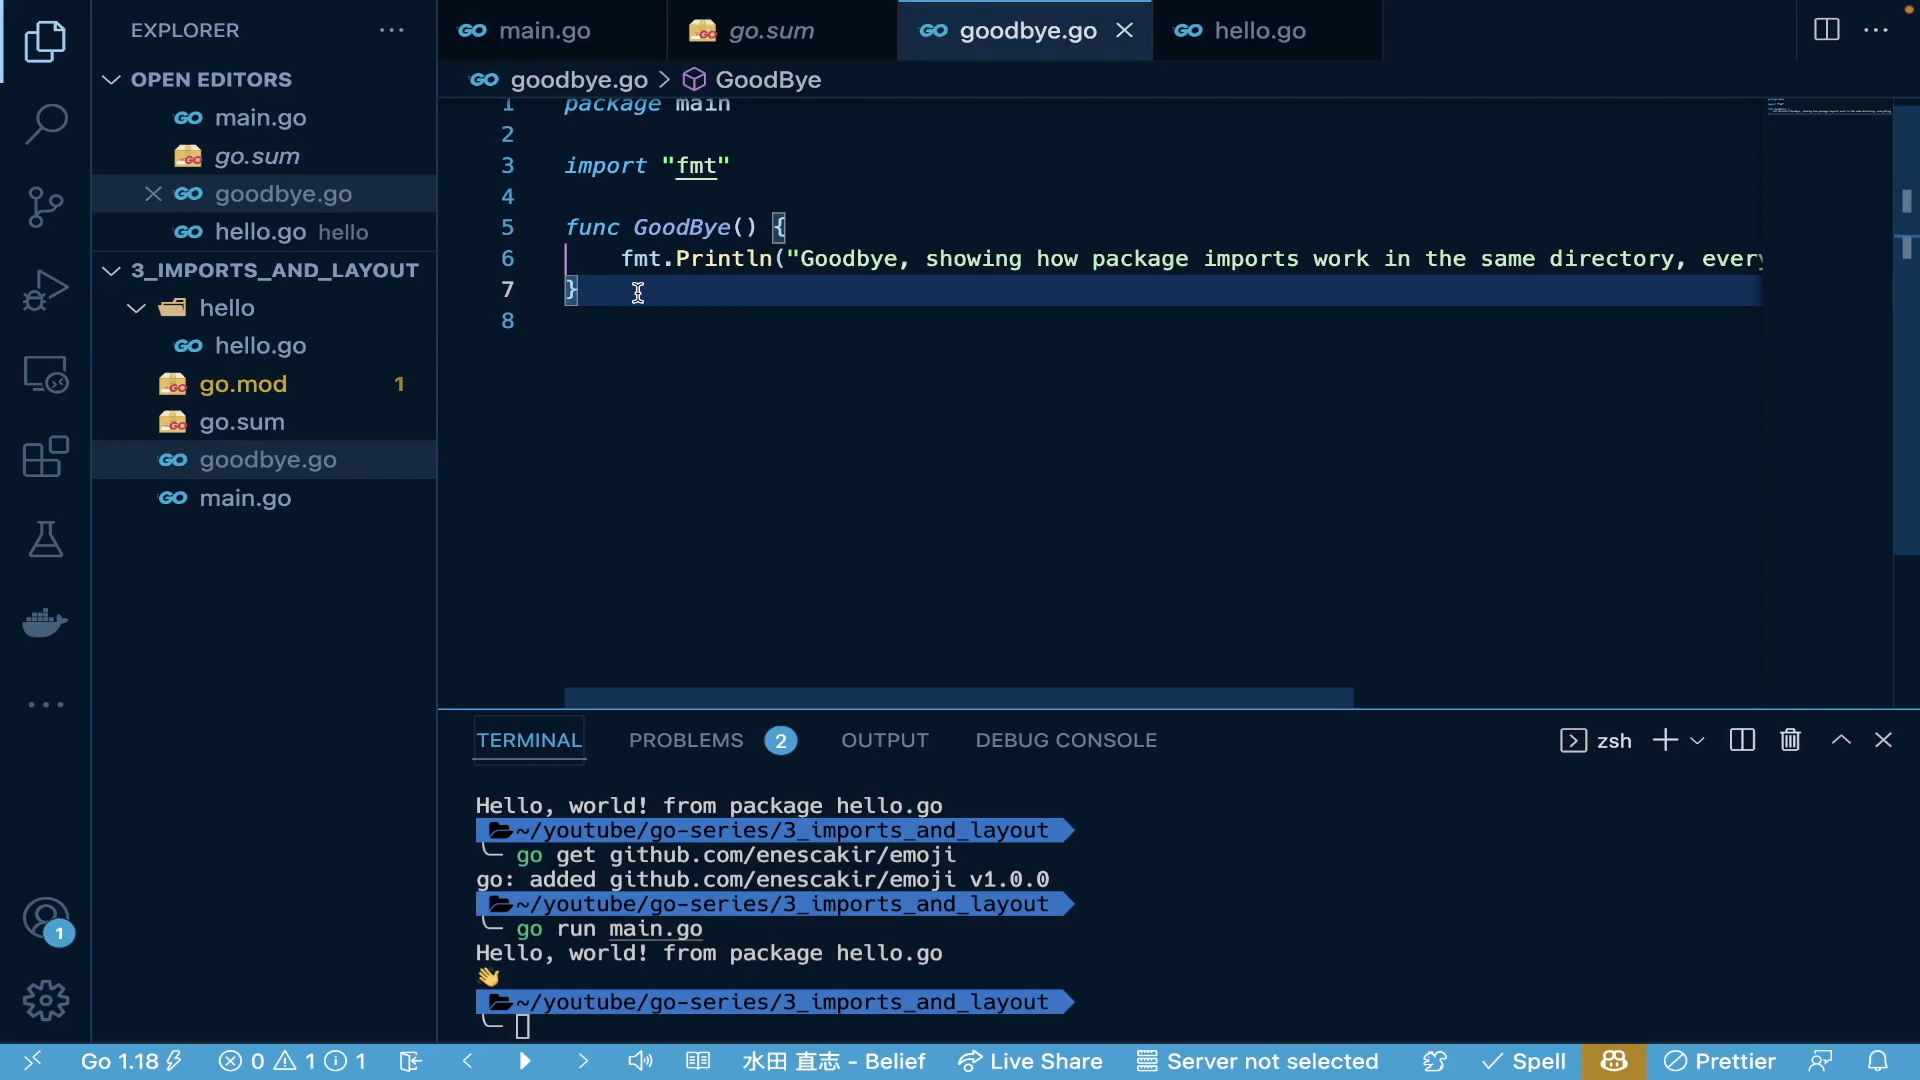 EXPLORER
OPEN EDITORS
main.go
go.sum
goodbye.go
hello.go hello
3_IMPORTS_AND_LAYOUT
hello
hello.go
go.mod 1
go.sum
goodbye.go
main.go
1
main.go
go.sum
goodbye.go
hello.go
goodbye.go > GoodBye
1 package main
2
3 import "fmt"
4
5 func GoodBye() {
6 fmt.Println("Goodbye, showing how package imports work in the same directory, every
7 }
8
TERMINAL PROBLEMS 2 OUTPUT DEBUG CONSOLE zsh
Hello, world! from package hello.go
~/youtube/go-series/3_imports_and_layout
go get github.com/enescakir/emoji
go: added github.com/enescakir/emoji v1.0.0
~/youtube/go-series/3_imports_and_layout
go run main.go
Hello, world! from package hello.go
👋
~/youtube/go-series/3_imports_and_layout
Go 1.18 0 1 1 水田 直志 - Belief Live Share Server not selected Spell Prettier